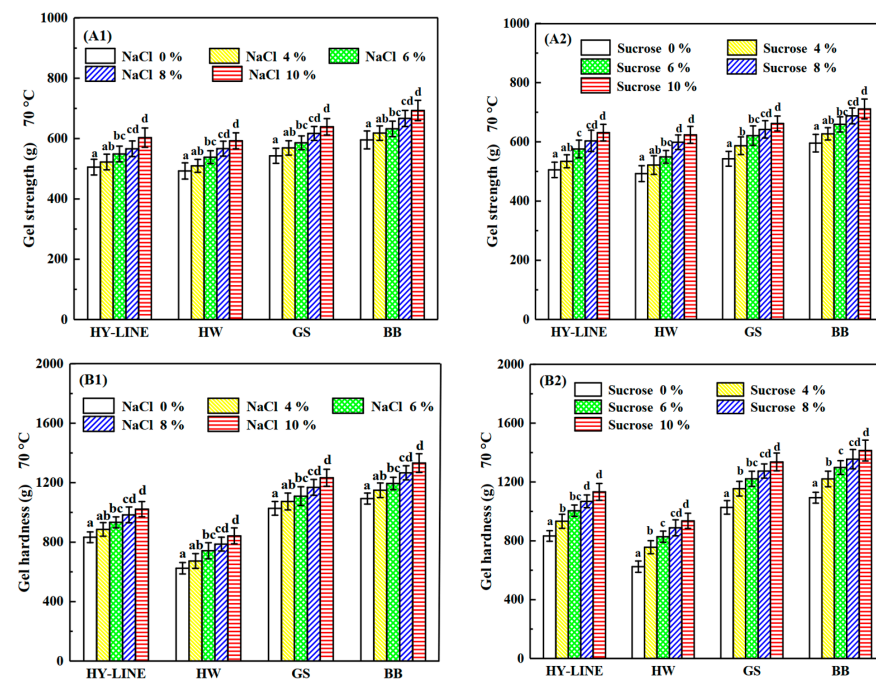 (A1)
NaCl 0 % NaCl 4 % NaCl 6 %
NaCl 8 % NaCl 10 %
1000
800
600
400
200
0
Gel strength (g) 70 °C
a ab bc cd d
a ab bc cd d
a ab bc cd d
a ab bc cd d
HY-LINE HW GS BB
(A2)
Sucrose 0 % Sucrose 4 %
Sucrose 6 % Sucrose 8 %
Sucrose 10 %
1000
800
600
400
200
0
Gel strength (g) 70 °C
a ab c cd d
a ab bc cd d
a b bc cd d
a ab bc cd d
HY-LINE HW GS BB
(B1)
NaCl 0 % NaCl 4 % NaCl 6 %
NaCl 8 % NaCl 10 %
2000
1600
1200
800
400
0
Gel hardness (g) 70 °C
a ab bc cd d
a ab bc cd d
a ab bc cd d
a ab bc cd d
HY-LINE HW GS BB
(B2)
Sucrose 0 % Sucrose 4 %
Sucrose 6 % Sucrose 8 %
Sucrose 10 %
2000
1600
1200
800
400
0
Gel hardness (g) 70 °C
a b bc cd d
a b bc cd d
a b bc cd d
a b c cd d
HY-LINE HW GS BB